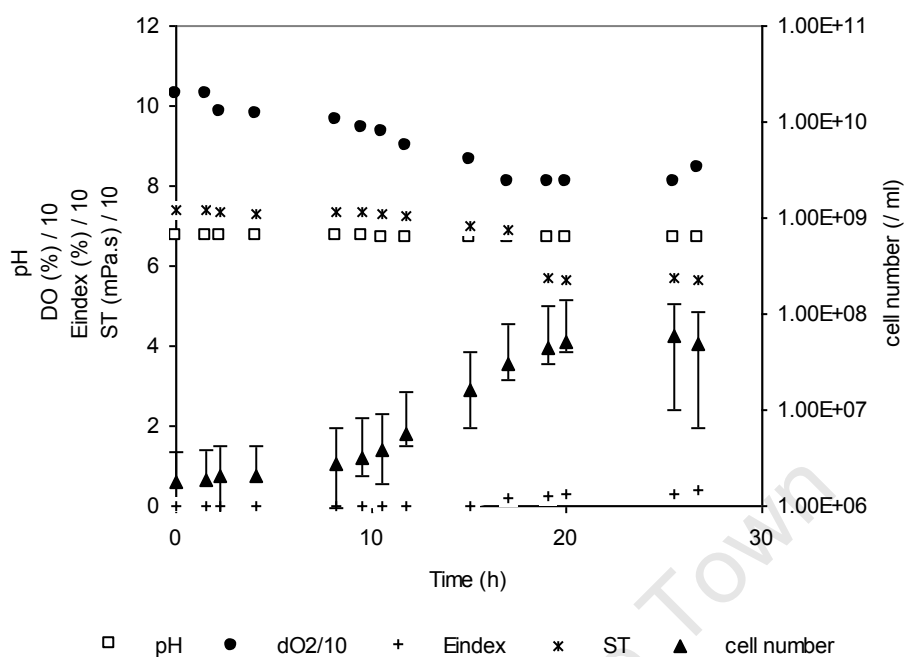 12
10
8
6
4
2
0
pH
DO (%) / 10
Eindex (%) / 10
ST (mPa.s) / 10
1.00E+11
1.00E+10
1.00E+09
1.00E+08
1.00E+07
1.00E+06
cell number (/ ml)
0 10 20 30
Time (h)
pH dO2/10 Eindex ST cell number
Town